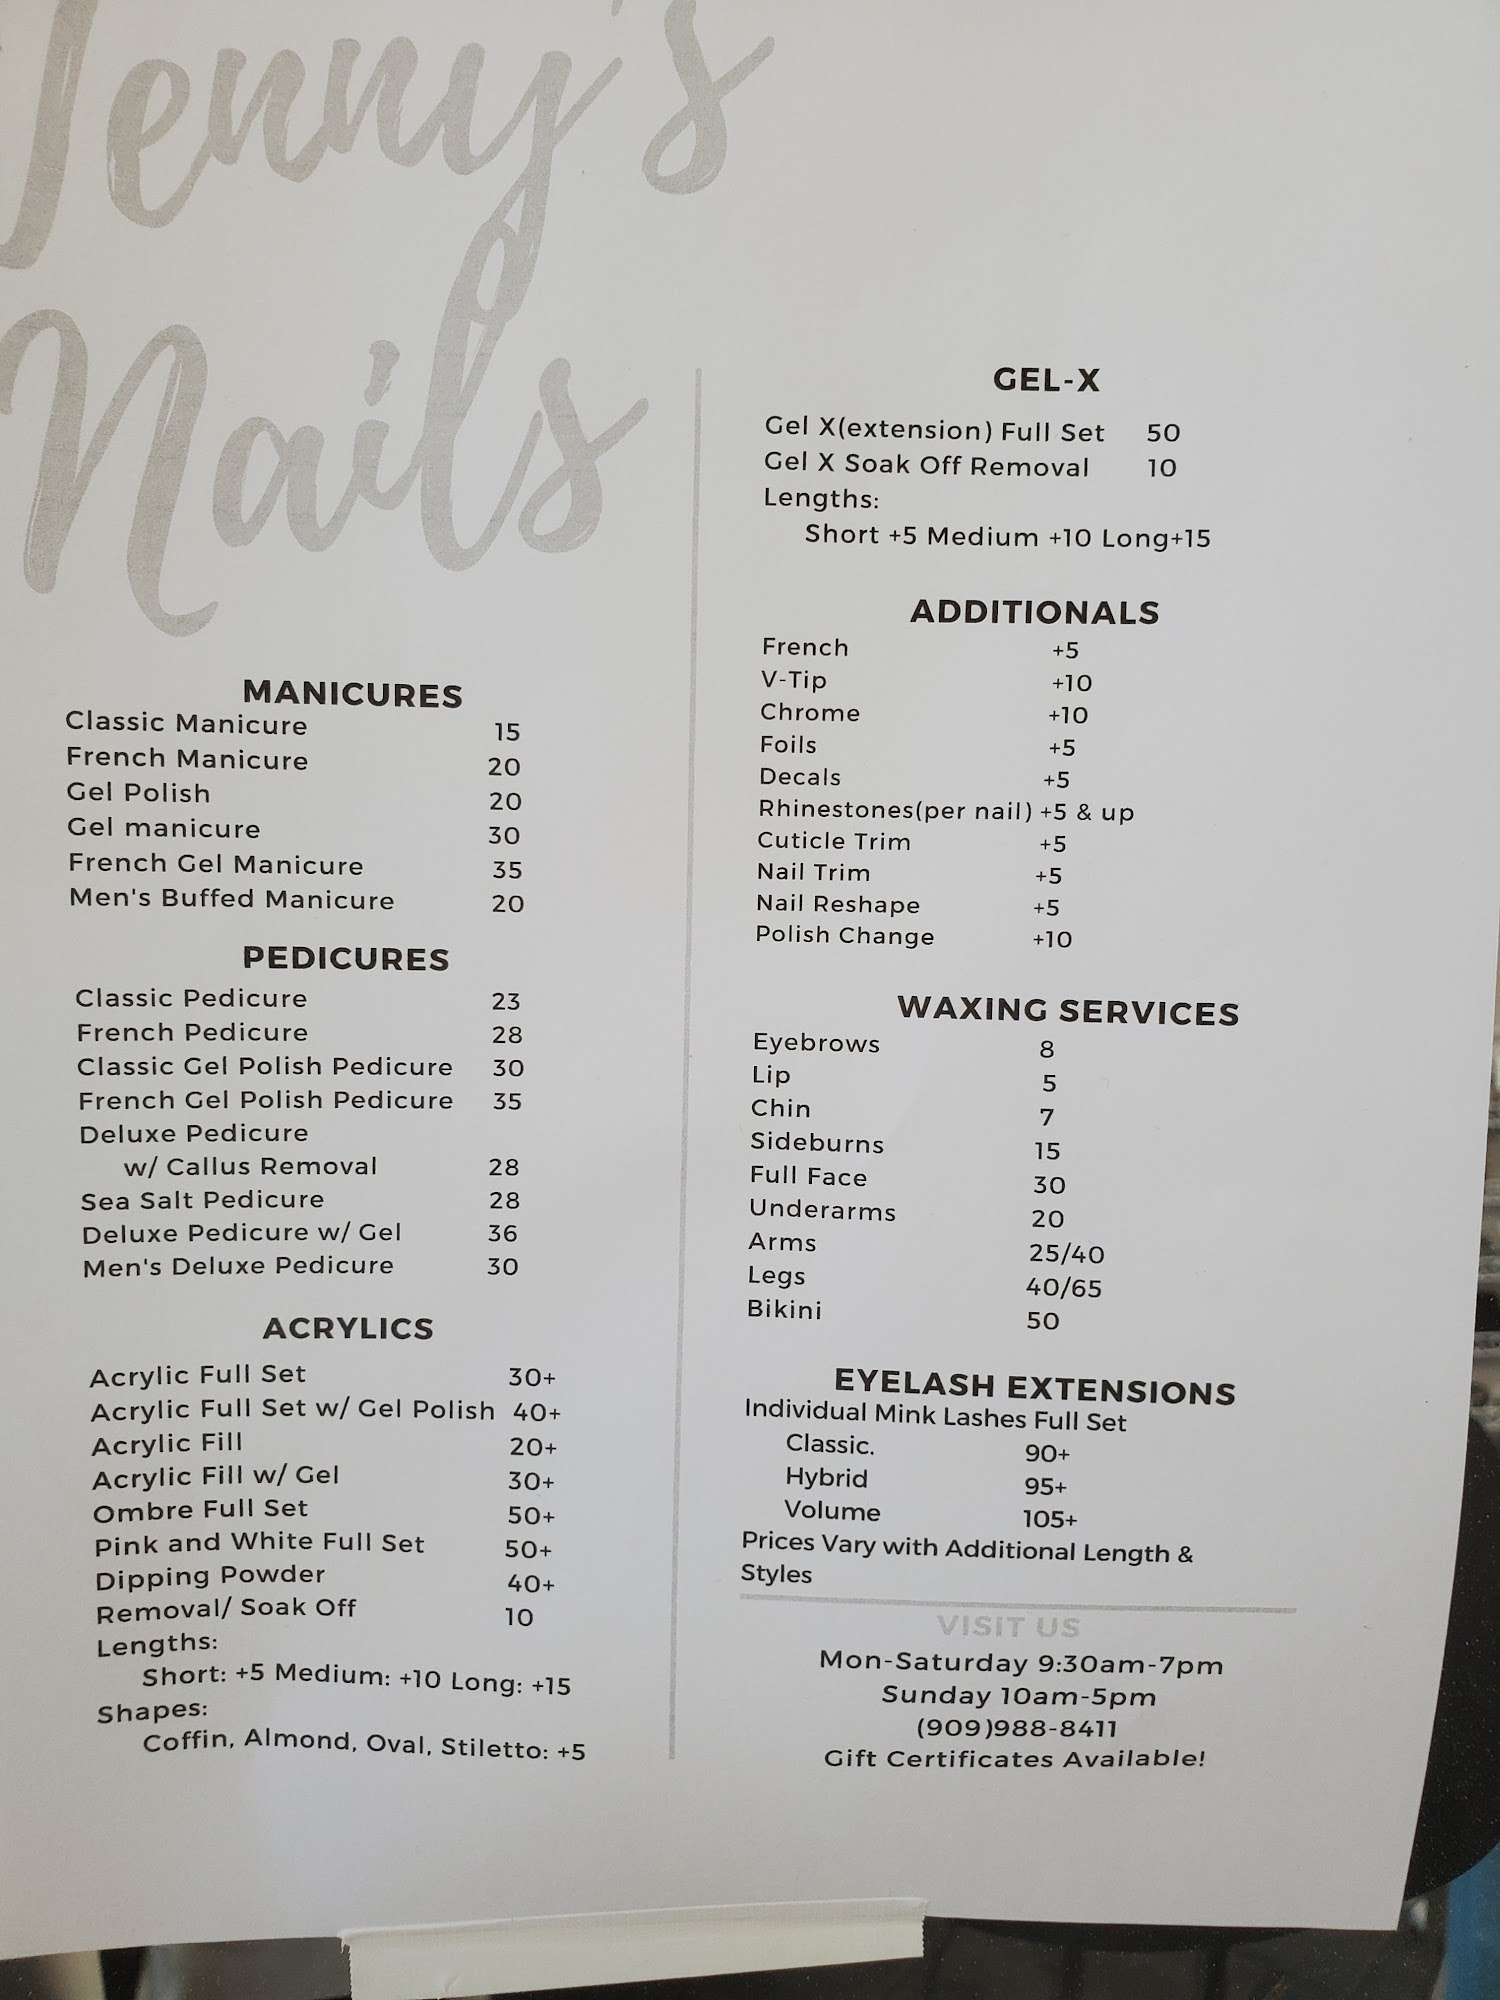 Jenny's
Nails
MANICURES
Classic Manicure 15
French Manicure 20
Gel Polish 20
Gel manicure 30
French Gel Manicure 35
Men's Buffed Manicure 20
PEDICURES
Classic Pedicure 23
French Pedicure 28
Classic Gel Polish Pedicure 30
French Gel Polish Pedicure 35
Deluxe Pedicure
w/ Callus Removal 28
Sea Salt Pedicure 28
Deluxe Pedicure w/ Gel 36
Men's Deluxe Pedicure 30
ACRYLICS
Acrylic Full Set 30+
Acrylic Full Set w/ Gel Polish 40+
Acrylic Fill 20+
Acrylic Fill w/ Gel 30+
Ombre Full Set 50+
Pink and White Full Set 50+
Dipping Powder 40+
Removal/ Soak Off 10
Lengths:
Short: +5 Medium: +10 Long: +15
Shapes:
Coffin, Almond, Oval, Stiletto: +5
GEL-X
Gel X(extension) Full Set 50
Gel X Soak Off Removal 10
Lengths:
Short +5 Medium +10 Long+15
ADDITIONALS
French +5
V-Tip +10
Chrome +10
Foils +5
Decals +5
Rhinestones(per nail) +5 & up
Cuticle Trim +5
Nail Trim +5
Nail Reshape +5
Polish Change +10
WAXING SERVICES
Eyebrows 8
Lip 5
Chin 7
Sideburns 15
Full Face 30
Underarms 20
Arms 25/40
Legs 40/65
Bikini 50
EYELASH EXTENSIONS
Individual Mink Lashes Full Set
Classic. 90+
Hybrid 95+
Volume 105+
Prices Vary with Additional Length &
Styles
VISIT US
Mon-Saturday 9:30am-7pm
Sunday 10am-5pm
(909)988-8411
Gift Certificates Available!